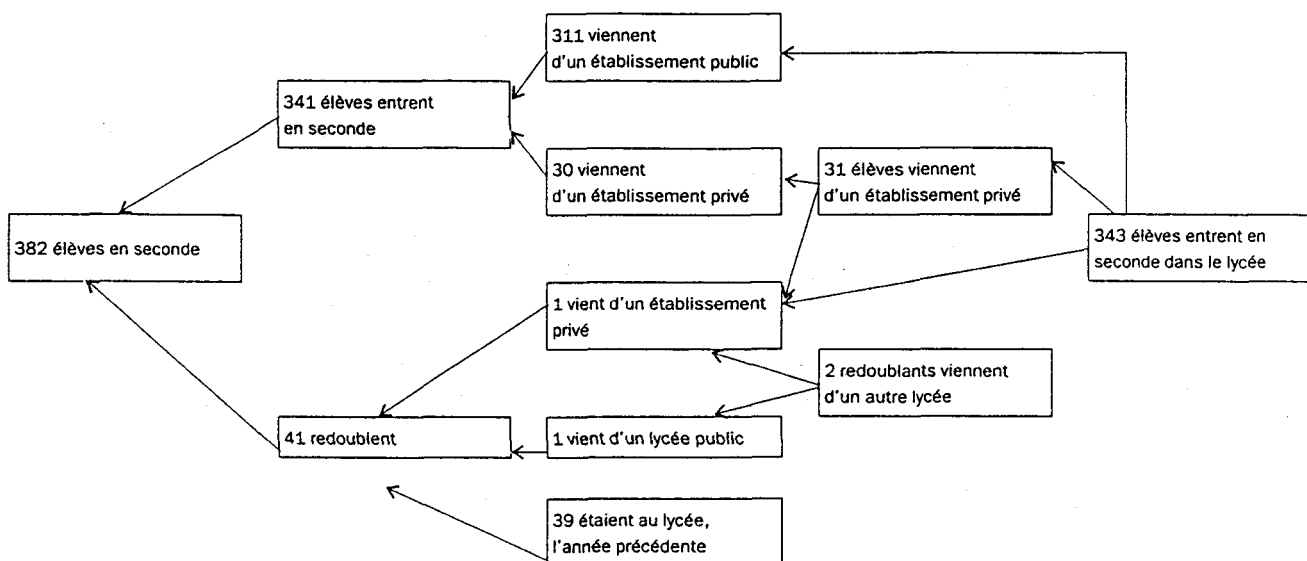 311 viennent
d'un établissement public
341 élèves entrent
en seconde
30 viennent
d'un établissement privé
31 élèves viennent
d'un établissement privé
382 élèves en seconde
343 élèves entrent en
seconde dans le lycée
1 vient d'un établissement
privé
2 redoublants viennent
d'un autre lycée
41 redoublent
1 vient d'un lycée public
39 étaient au lycée,
l'année précédente